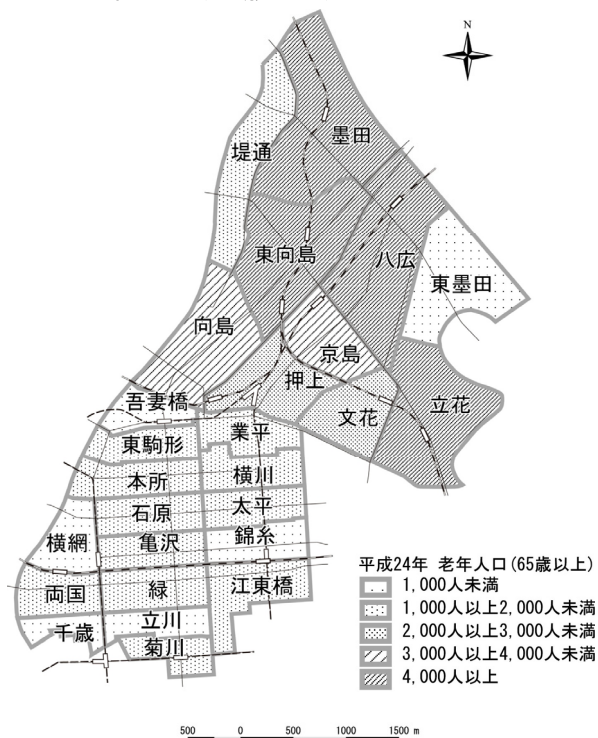 N
墨田
堤通
東向島
八広
東墨田
向島
京島
押上
立花
吾妻橋
文花
業平
東駒形
本所
横川
石原
太平
横網
亀沢
錦糸
両国
緑
江東橋
千歳
立川
菊川
平成24年 老年人口(65歳以上)
1,000人未満
1,000人以上2,000人未満
2,000人以上3,000人未満
3,000人以上4,000人未満
4,000人以上
500 0 500 1000 1500 m